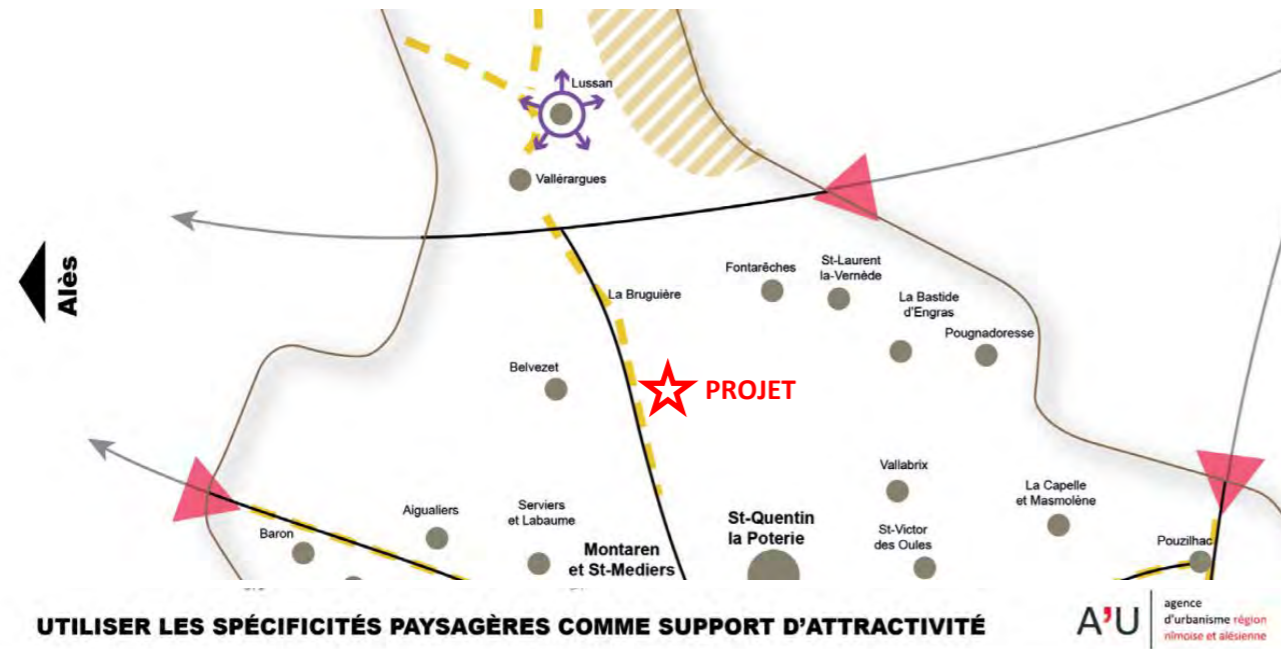 Lussan
Vallérargues
Alès
Fontarêches
St-Laurent
la-Vernède
La Bruguière
La Bastide
d'Engras
Pougnadoresse
Belvezet
PROJET
Vallabrix
La Capelle
et Masmolène
Aigualiers
Serviers
et Labaume
St-Quentin
la Poterie
St-Victor
des Oules
Baron
Montaren
et St-Mediers
Pouzilhac
UTILISER LES SPÉCIFICITÉS PAYSAGÈRES COMME SUPPORT D'ATTRACTIVITÉ
A'U
agence
d'urbanisme région
nîmoise et alésienne